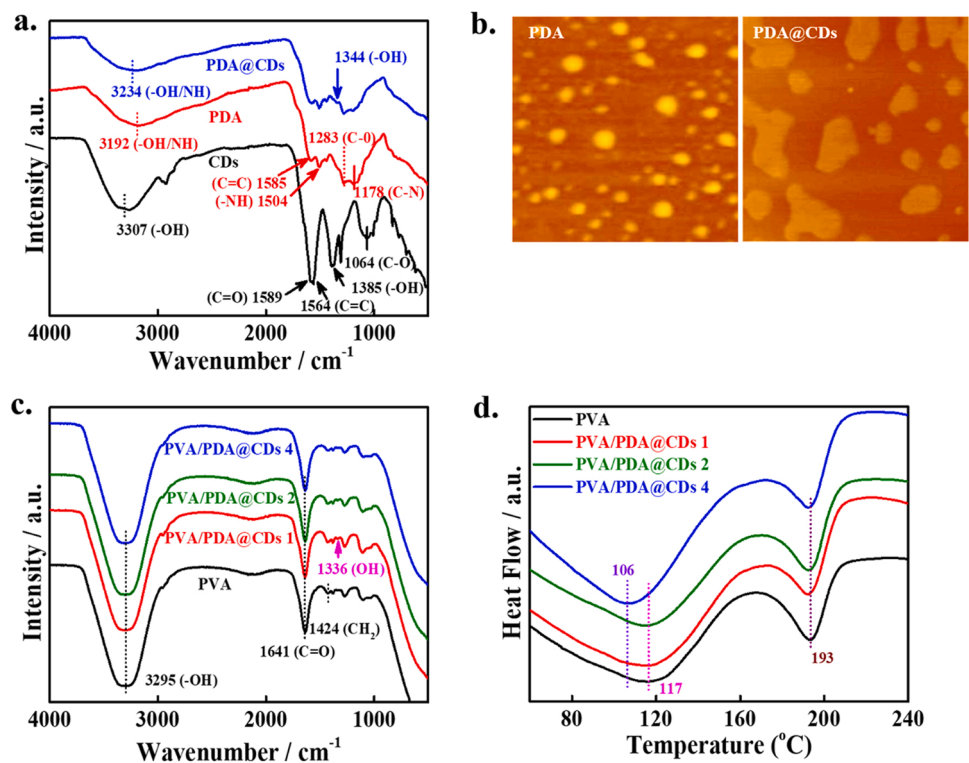 a.
PDA@CDs
1344 (-OH)
3234 (-OH/NH)
PDA
3192 (-OH/NH)
1283 (C-0)
CDs
(C=C) 1585
(-NH) 1504
1178 (C-N)
3307 (-OH)
1064 (C-O)
1385 (-OH)
(C=O) 1589
1564 (C=C)
Intensity / a.u.
4000 3000 2000 1000
Wavenumber / cm-1
b.
PDA
PDA@CDs
c.
PVA/PDA@CDs 4
PVA/PDA@CDs 2
PVA/PDA@CDs 1
1336 (OH)
PVA
1424 (CH2)
1641 (C=O)
3295 (-OH)
Intensity / a.u.
4000 3000 2000 1000
Wavenumber / cm-1
d.
PVA
PVA/PDA@CDs 1
PVA/PDA@CDs 2
PVA/PDA@CDs 4
106
117
193
Heat Flow / a.u.
80 120 160 200 240
Temperature (oC)